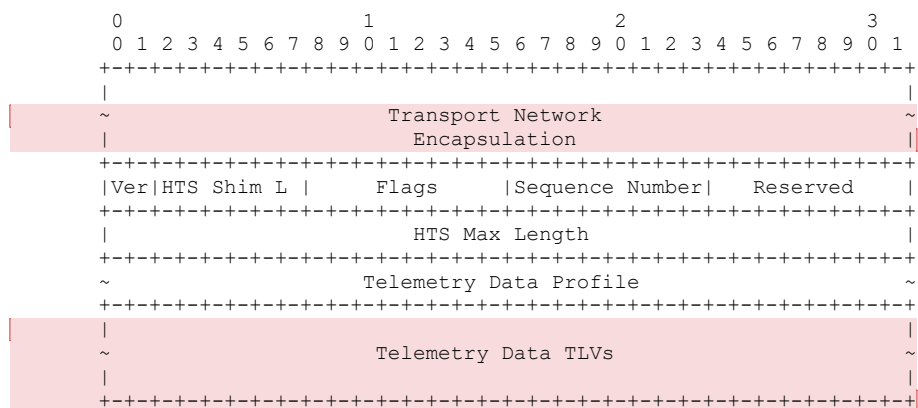 0                   1                   2                   3
0 1 2 3 4 5 6 7 8 9 0 1 2 3 4 5 6 7 8 9 0 1 2 3 4 5 6 7 8 9 0 1
+-+-+-+-+-+-+-+-+-+-+-+-+-+-+-+-+-+-+-+-+-+-+-+-+-+-+-+-+-+-+-+-+
|                                                               |
~                      Transport Network                        ~
|                        Encapsulation                          |
+-+-+-+-+-+-+-+-+-+-+-+-+-+-+-+-+-+-+-+-+-+-+-+-+-+-+-+-+-+-+-+-+
|Ver|HTS Shim L |     Flags     |Sequence Number|   Reserved    |
+-+-+-+-+-+-+-+-+-+-+-+-+-+-+-+-+-+-+-+-+-+-+-+-+-+-+-+-+-+-+-+-+
|                        HTS Max Length                         |
+-+-+-+-+-+-+-+-+-+-+-+-+-+-+-+-+-+-+-+-+-+-+-+-+-+-+-+-+-+-+-+-+
~                    Telemetry Data Profile                     ~
+-+-+-+-+-+-+-+-+-+-+-+-+-+-+-+-+-+-+-+-+-+-+-+-+-+-+-+-+-+-+-+-+
|                                                               |
~                     Telemetry Data TLVs                       ~
|                                                               |
+-+-+-+-+-+-+-+-+-+-+-+-+-+-+-+-+-+-+-+-+-+-+-+-+-+-+-+-+-+-+-+-+